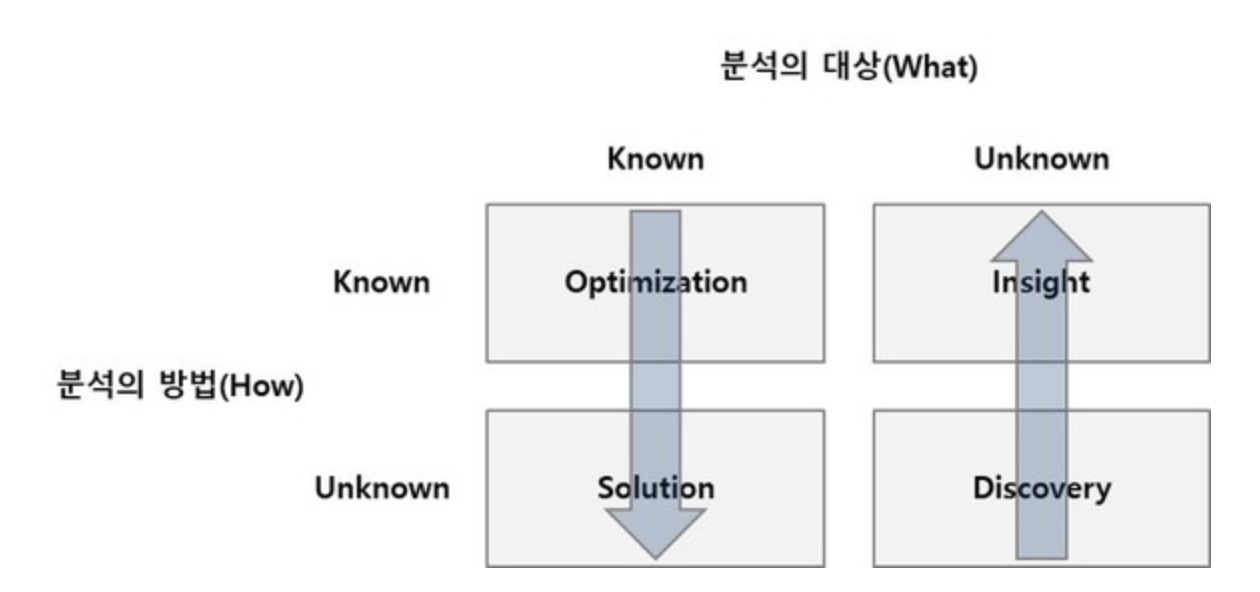 분석의 대상(What)
Known Unknown
Known Optimization Insight
분석의 방법(How)
Unknown Solution Discovery